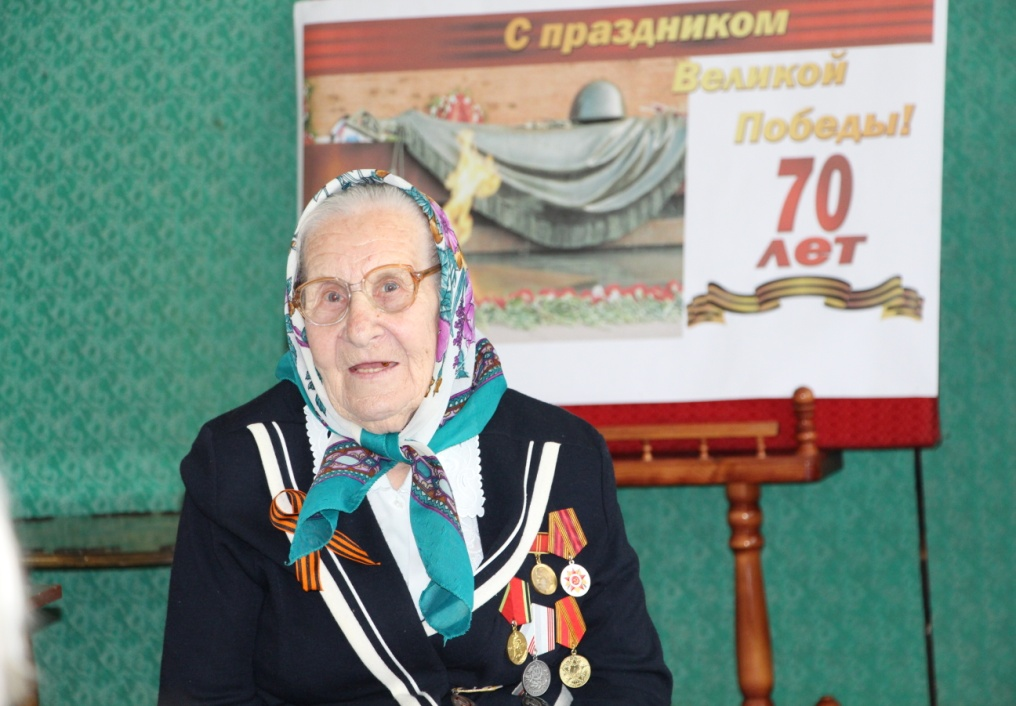 С праздником
Великой
Победы!
70
лет